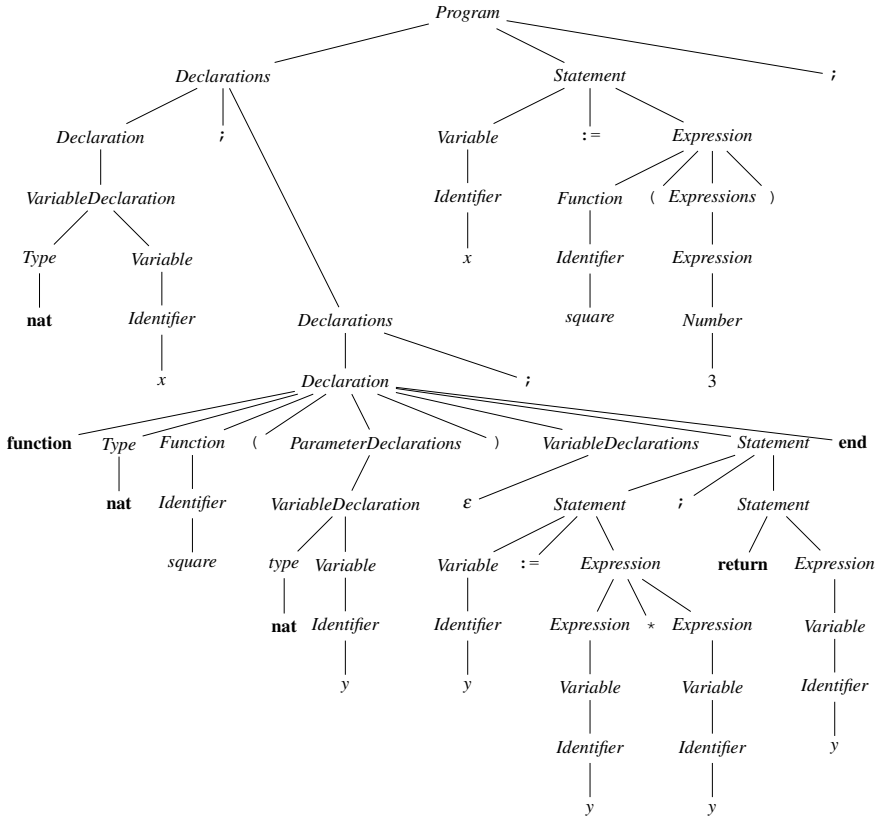 Program
Declarations Statement ;
Declaration ; Variable := Expression
VariableDeclaration Identifier Function ( Expressions )
Type Variable x Identifier Expression
nat Identifier Declarations square Number
x Declaration ; 3
function Type Function ( ParameterDeclarations ) VariableDeclarations Statement end
nat Identifier VariableDeclaration ε Statement ; Statement
square type Variable Variable := Expression return Expression
nat Identifier Identifier Expression * Expression Variable
y y Variable Variable Identifier
Identifier Identifier y
y y